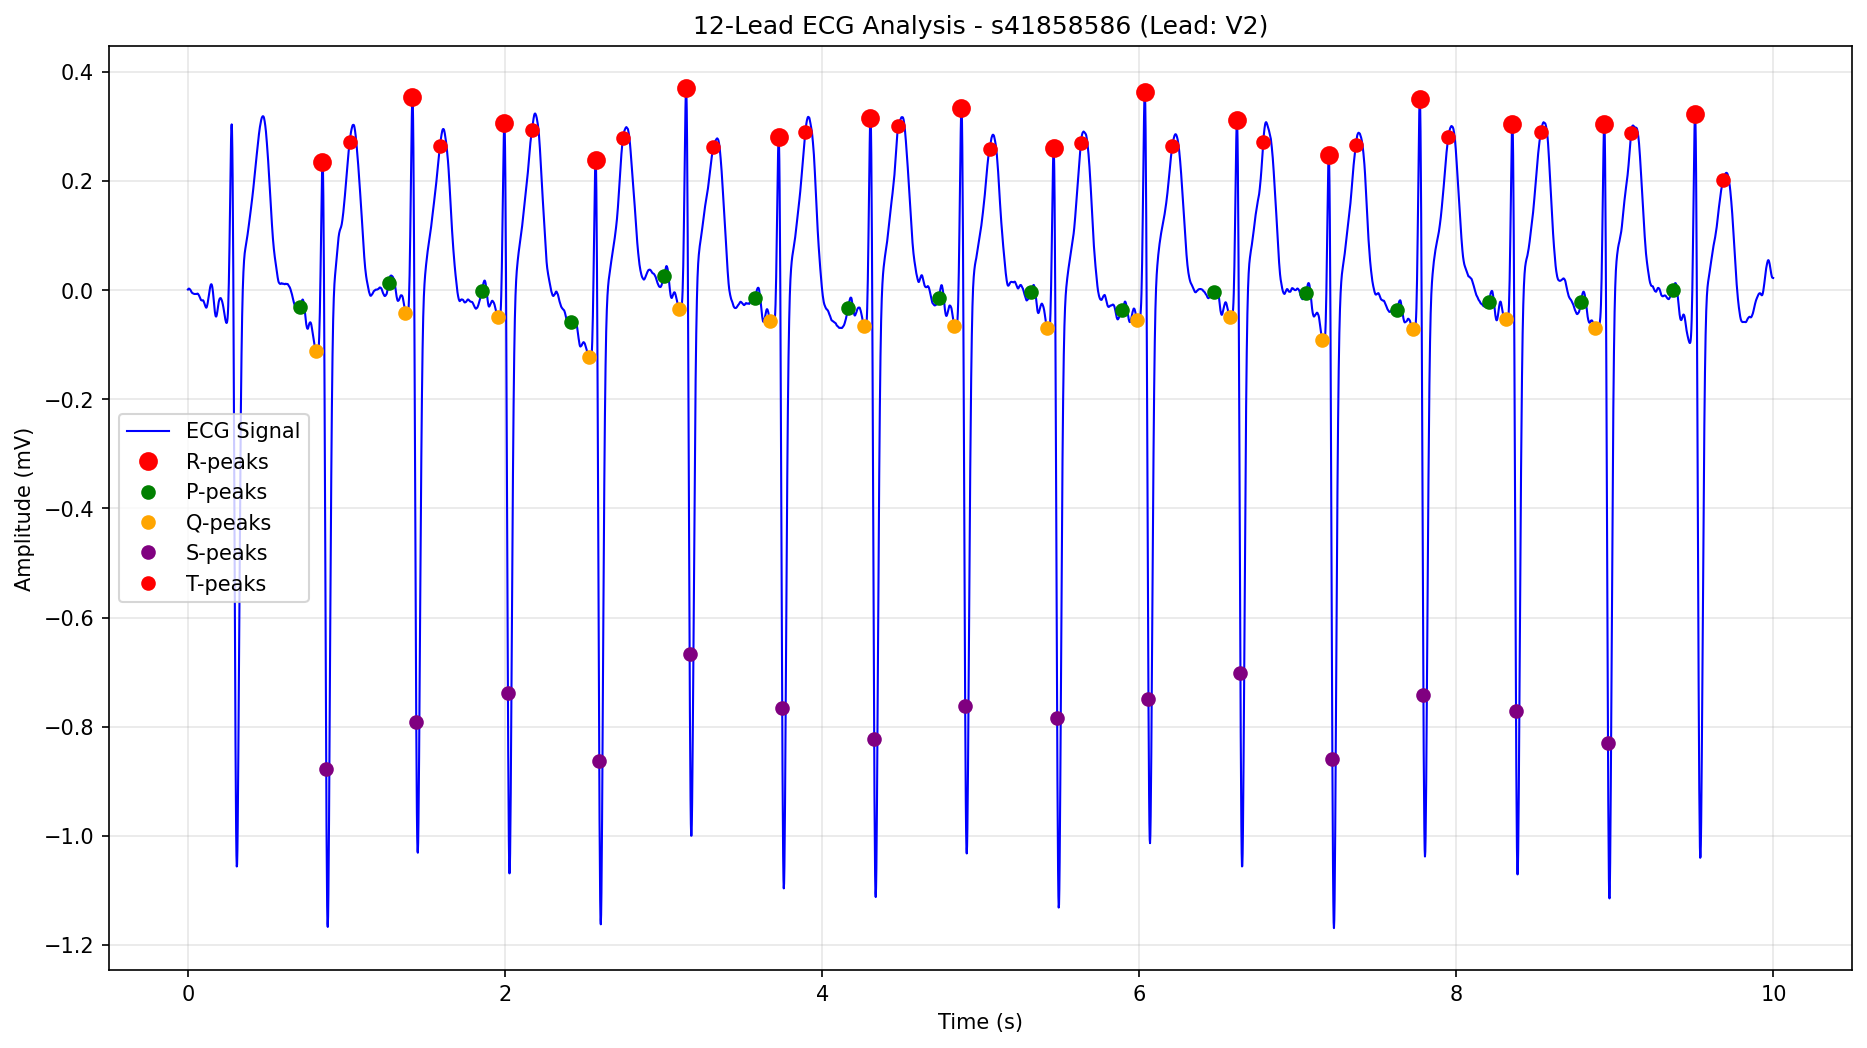 12-Lead ECG Analysis - s41858586 (Lead: V2)
Amplitude (mV)
0.4
0.2
0.0
−0.2
−0.4
−0.6
−0.8
−1.0
−1.2
ECG Signal
R-peaks
P-peaks
Q-peaks
S-peaks
T-peaks
0 2 4 6 8 10
Time (s)